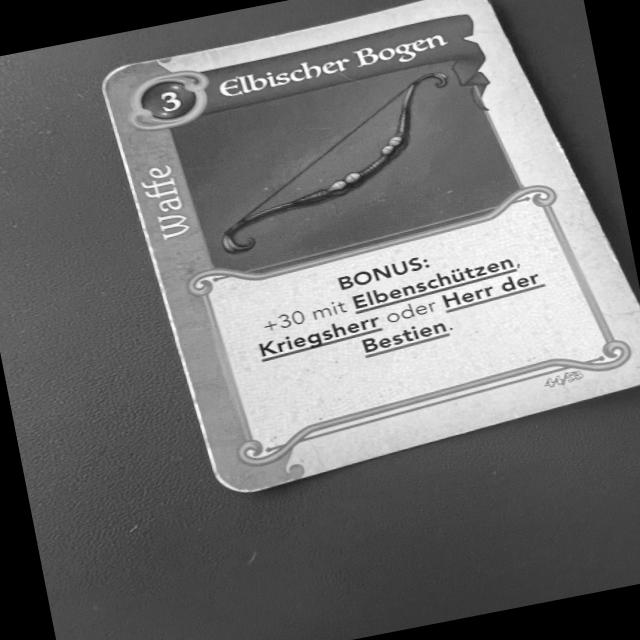 3
Elbischer Bogen
Waffe
BONUS:
+30 mit Elbenschützen,
Kriegsherr oder Herr der
Bestien.